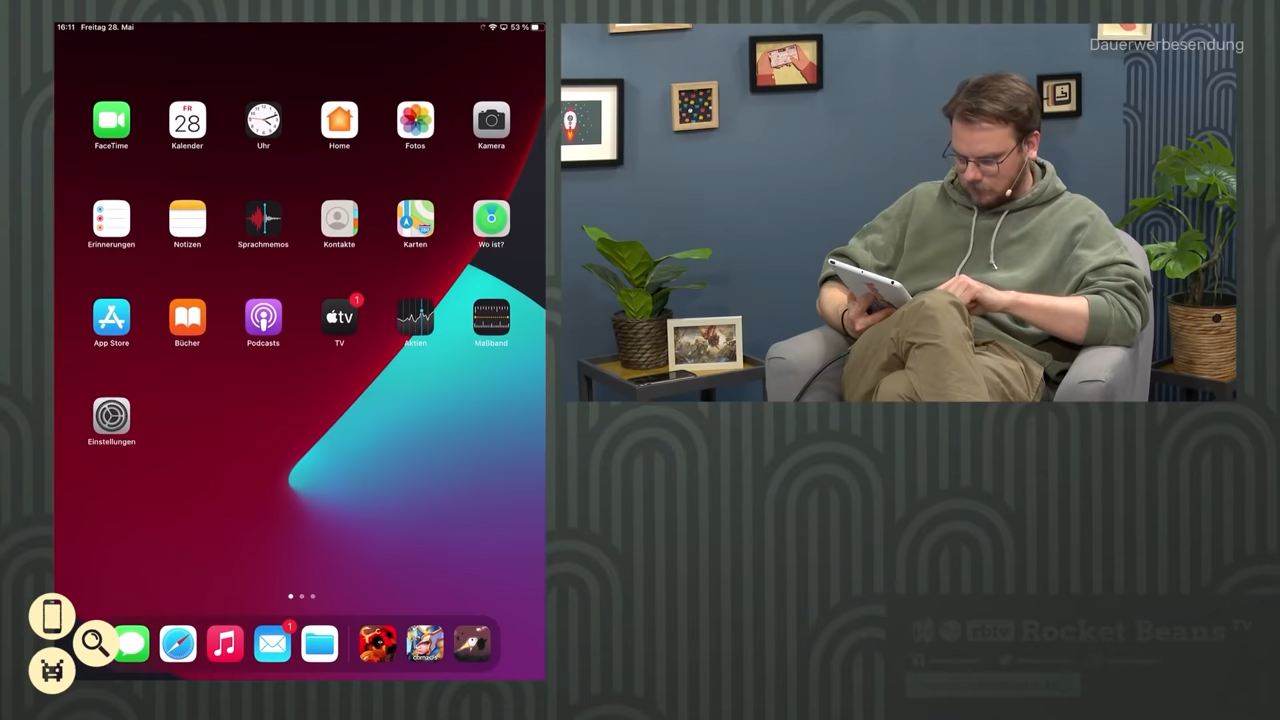 16:11 Freitag 28. Mai
53 %
Dauerwerbesendung
FR
28
FaceTime
Kalender
Uhr
Home
Fotos
Kamera
Erinnerungen
Notizen
Sprachmemos
Kontakte
Karten
Wo ist?
tv
1
App Store
Bücher
Podcasts
TV
Aktien
Maßband
Einstellungen
1
Rocket Beans TV